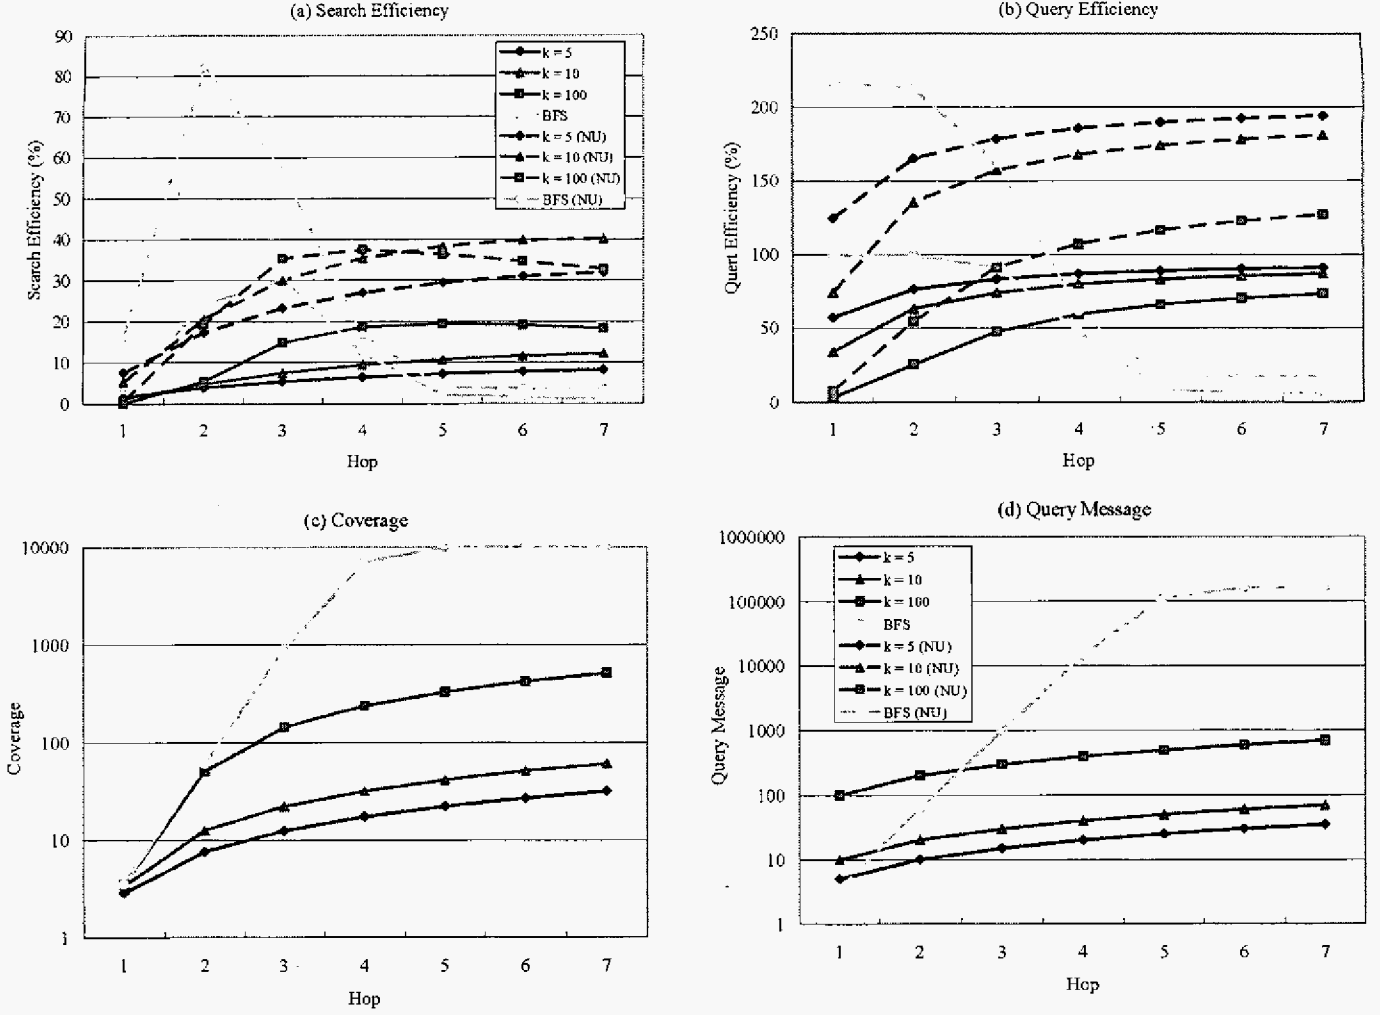 (a) Search Efficiency
90
80
70
60
50
40
30
20
10
0
Search Efficiency (%)
k = 5
k = 10
k = 100
BFS
k = 5 (NU)
k = 10 (NU)
k = 100 (NU)
BFS (NU)
1 2 3 4 5 6 7
Hop
(b) Query Efficiency
250
200
150
100
50
0
Quert Efficiency (%)
1 2 3 4 5 6 7
Hop
(c) Coverage
10000
1000
100
10
1
Coverage
1 2 3 4 5 6 7
Hop
(d) Query Message
1000000
100000
10000
1000
100
10
1
Query Message
k = 5
k = 10
k = 100
BFS
k = 5 (NU)
k = 10 (NU)
k = 100 (NU)
BFS (NU)
1 2 3 4 5 6 7
Hop